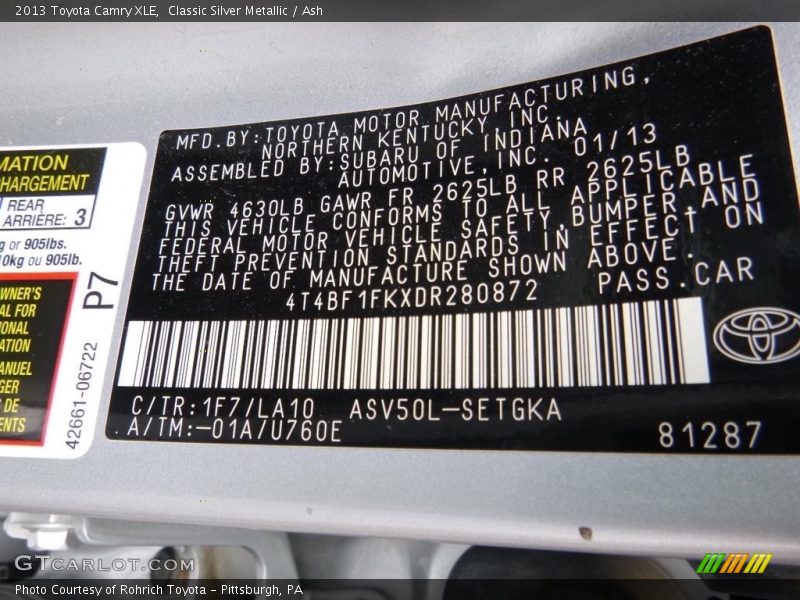 2013 Toyota Camry XLE,  Classic Silver Metallic / Ash
MFD.BY:TOYOTA MOTOR MANUFACTURING,
NORTHERN KENTUCKY,INC.
ASSEMBLED BY:SUBARU OF INDIANA
AUTOMOTIVE,INC. 01/13
GVWR 4630LB GAWR FR 2625LB RR 2625LB
THIS VEHICLE CONFORMS TO ALL APPLICABLE
FEDERAL MOTOR VEHICLE SAFETY,BUMPER,AND
THEFT PREVENTION STANDARDS IN EFFECT ON
THE DATE OF MANUFACTURE SHOWN ABOVE.
4T4BF1FKXDR280872 PASS.CAR
C/TR:1F7/LA10 ASV50L-SETGKA
A/TM:-01A/U760E
81287
MATION
CHARGEMENT
REAR
ARRIÈRE: 3
g or 905lbs.
10kg ou 905lb.
P7
OWNER'S
AL FOR
IONAL
ATION
ANUEL
GER
S DE
ENTS
42661-06722
GTCARLOT.COM
Photo Courtesy of Rohrich Toyota - Pittsburgh, PA